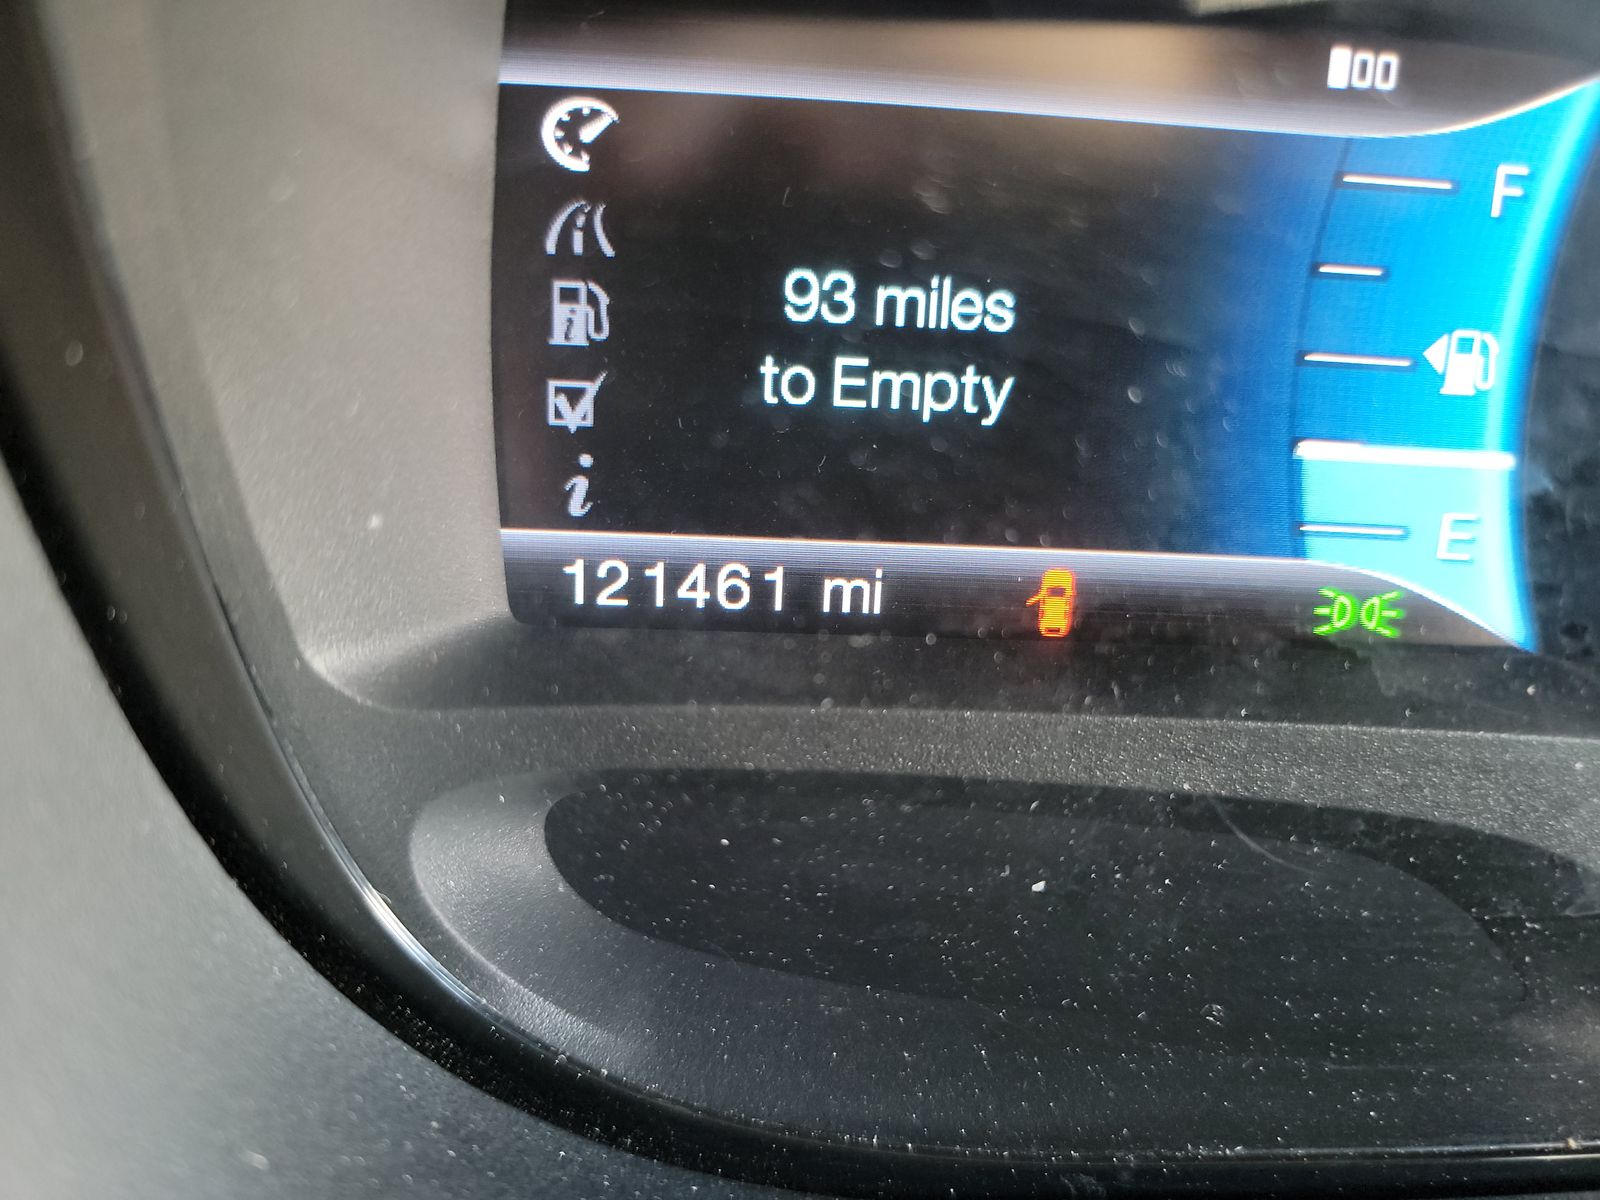 F
93 miles
to Empty
E
121461 mi